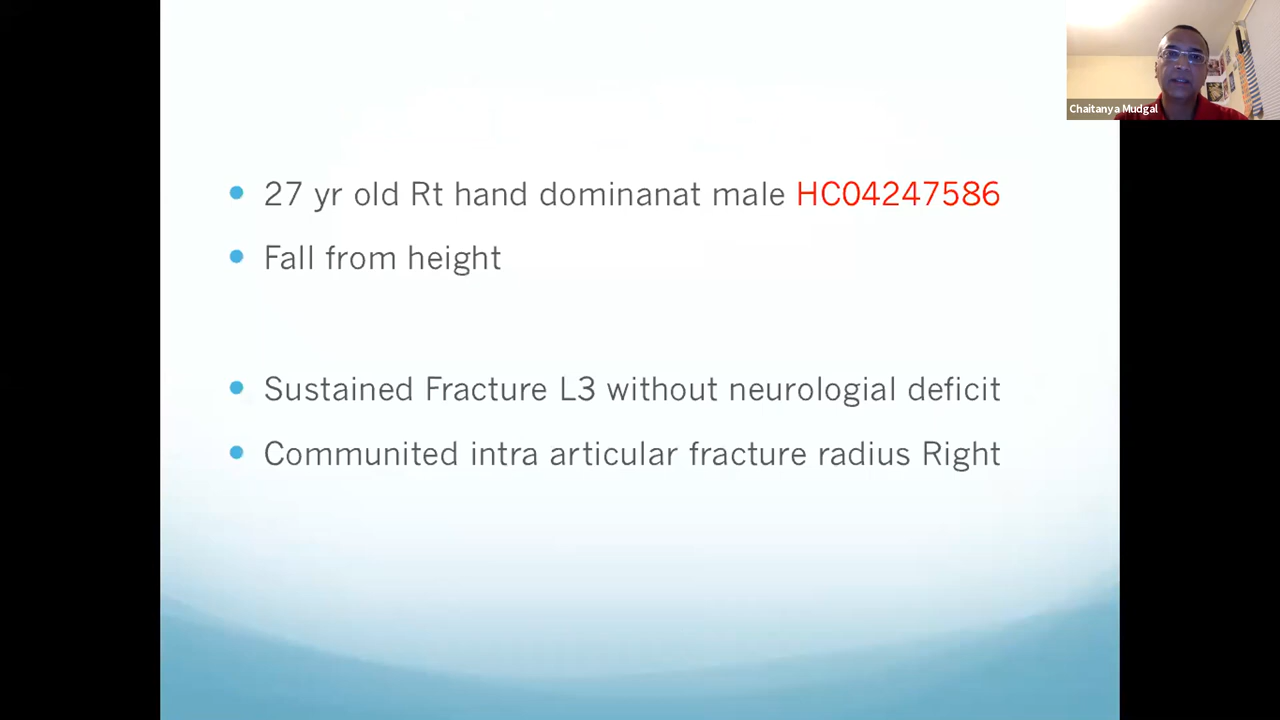 Chaitanya Mudgal
27 yr old Rt hand dominanat male HC04247586
Fall from height
Sustained Fracture L3 without neurologial deficit
Communited intra articular fracture radius Right